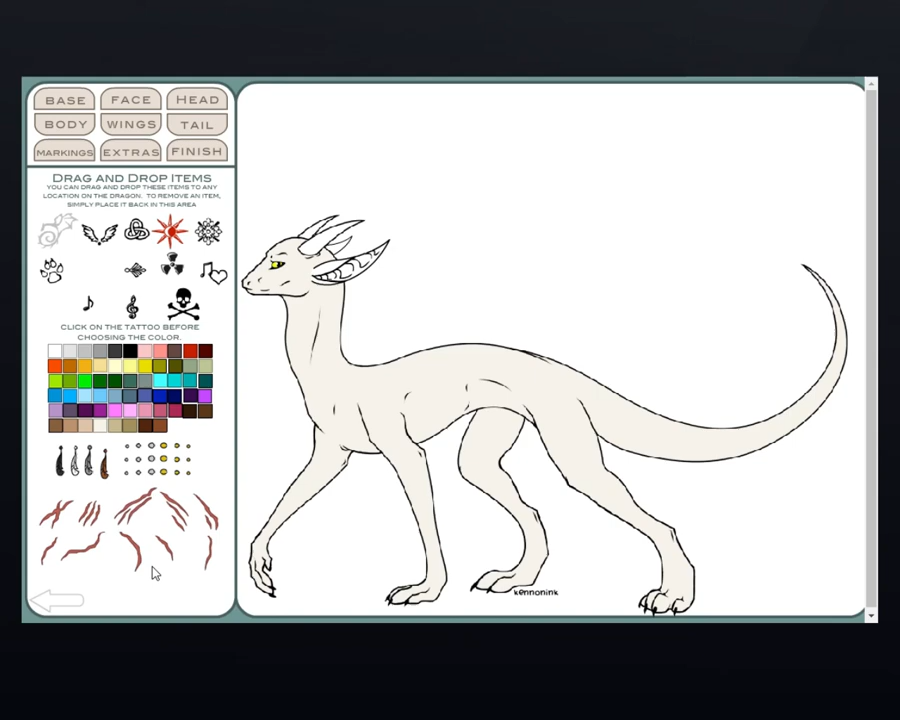 BASE
FACE
HEAD
BODY
WINGS
TAIL
MARKINGS
EXTRAS
FINISH
DRAG AND DROP ITEMS
YOU CAN DRAG AND DROP THESE ITEMS TO ANY
LOCATION ON THE DRAGON. TO REMOVE AN ITEM,
SIMPLY PLACE IT BACK IN THIS AREA
CLICK ON THE TATTOO BEFORE
CHOOSING THE COLOR.
kennonink